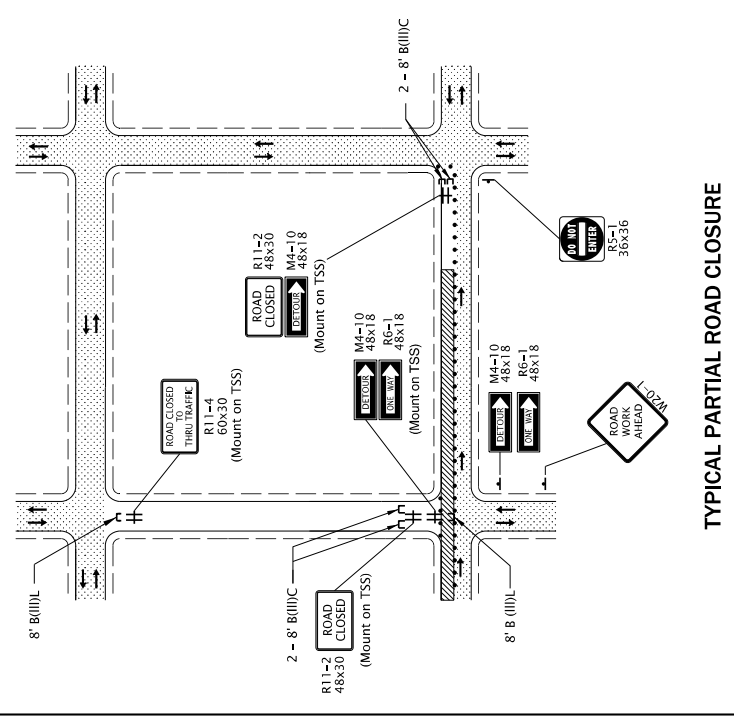 2 – 8' B(III)C
R11-2
48x30
M4-10
48x18
ROAD
CLOSED
DETOUR
(Mount on TSS)
DO NOT
ENTER
R5-1
36x36
ROAD CLOSED
TO
THRU TRAFFIC
R11-4
60x30
(Mount on TSS)
M4-10
48x18
R6-1
48x18
DETOUR
ONE WAY
(Mount on TSS)
M4-10
48x18
R6-1
48x18
DETOUR
ONE WAY
ROAD
WORK
AHEAD
W20-1
8' B(III)L
2 – 8' B(III)C
ROAD
CLOSED
R11-2
48x30
(Mount on TSS)
8' B (III)L
TYPICAL PARTIAL ROAD CLOSURE